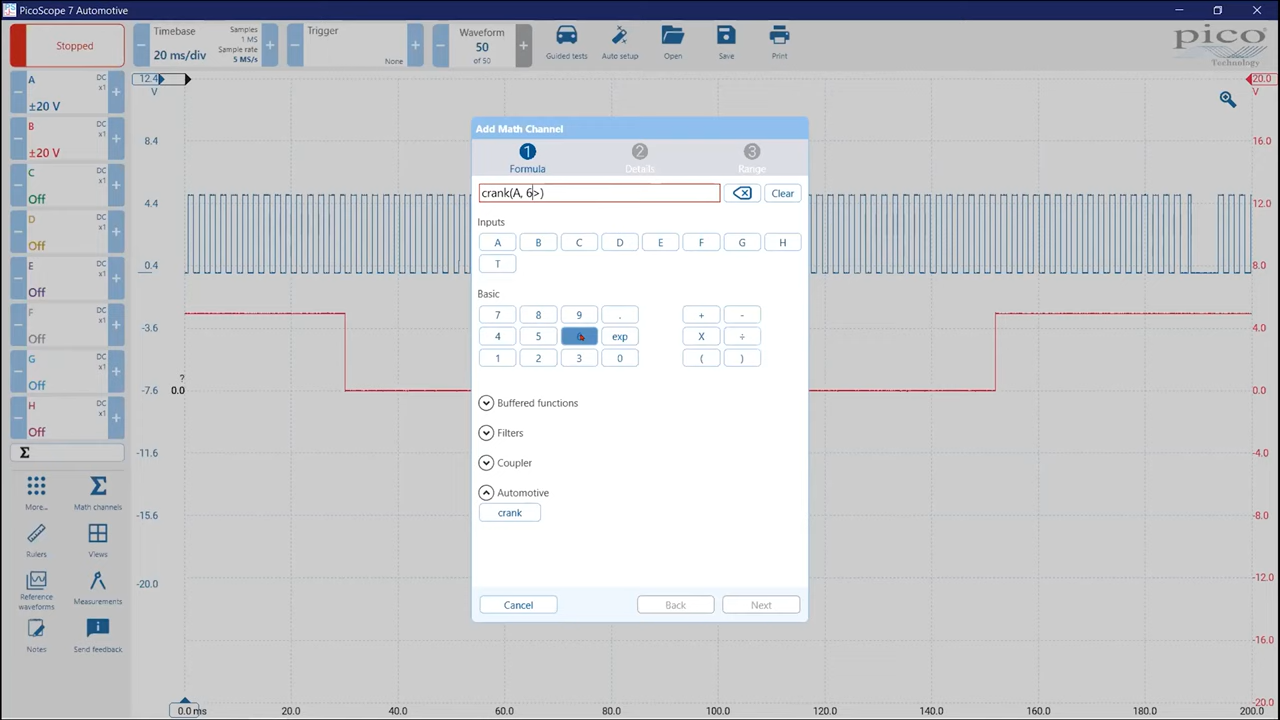 PicoScope 7 Automotive
Stopped
Timebase
20 ms/div
Samples
1 MS
Sample rate
5 MS/s
Trigger
None
Waveform
50
of 50
Guided tests
Auto setup
Open
Save
Print
pico
Technology
A
DC
x1
±20 V
B
DC
x1
±20 V
C
DC
x1
Off
D
DC
x1
Off
E
DC
x1
Off
F
DC
x1
Off
G
DC
x1
Off
H
DC
x1
Off
Σ
More...
Math channels
Rulers
Views
Reference waveforms
Measurements
Notes
Send feedback
12.4
V
8.4
4.4
0.4
-3.6
-7.6
-11.6
-15.6
-20.0
?
0.0
Add Math Channel
1
Formula
2
Details
3
Range
crank(A, 6>)
Clear
Inputs
A B C D E F G H
T
Basic
7 8 9 . + -
4 5 exp X ÷
1 2 3 0 ( )
Buffered functions
Filters
Coupler
Automotive
crank
Cancel
Back
Next
20.0
V
16.0
12.0
8.0
4.0
0.0
-4.0
-8.0
-12.0
-16.0
-20.0
0.0 ms 20.0 40.0 60.0 80.0 100.0 120.0 140.0 160.0 180.0 200.0